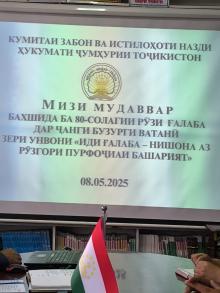 КУМИТАИ ЗАБОН ВА ИСТИЛОҲОТИ НАЗДИ
ҲУКУМАТИ ҶУМҲУРИИ ТОҶИКИСТОН
МИЗИ МУДАВВАР
БАХШИДА БА 80-СОЛАГИИ РӮЗИ ҒАЛАБА
ДАР ҶАНГИ БУЗУРГИ ВАТАНӢ
ЗЕРИ УНВОНИ «ИДИ ҒАЛАБА – НИШОНА АЗ
РӮЗГОРИ ПУРФОҶИАИ БАШАРИЯТ»
08.05.2025